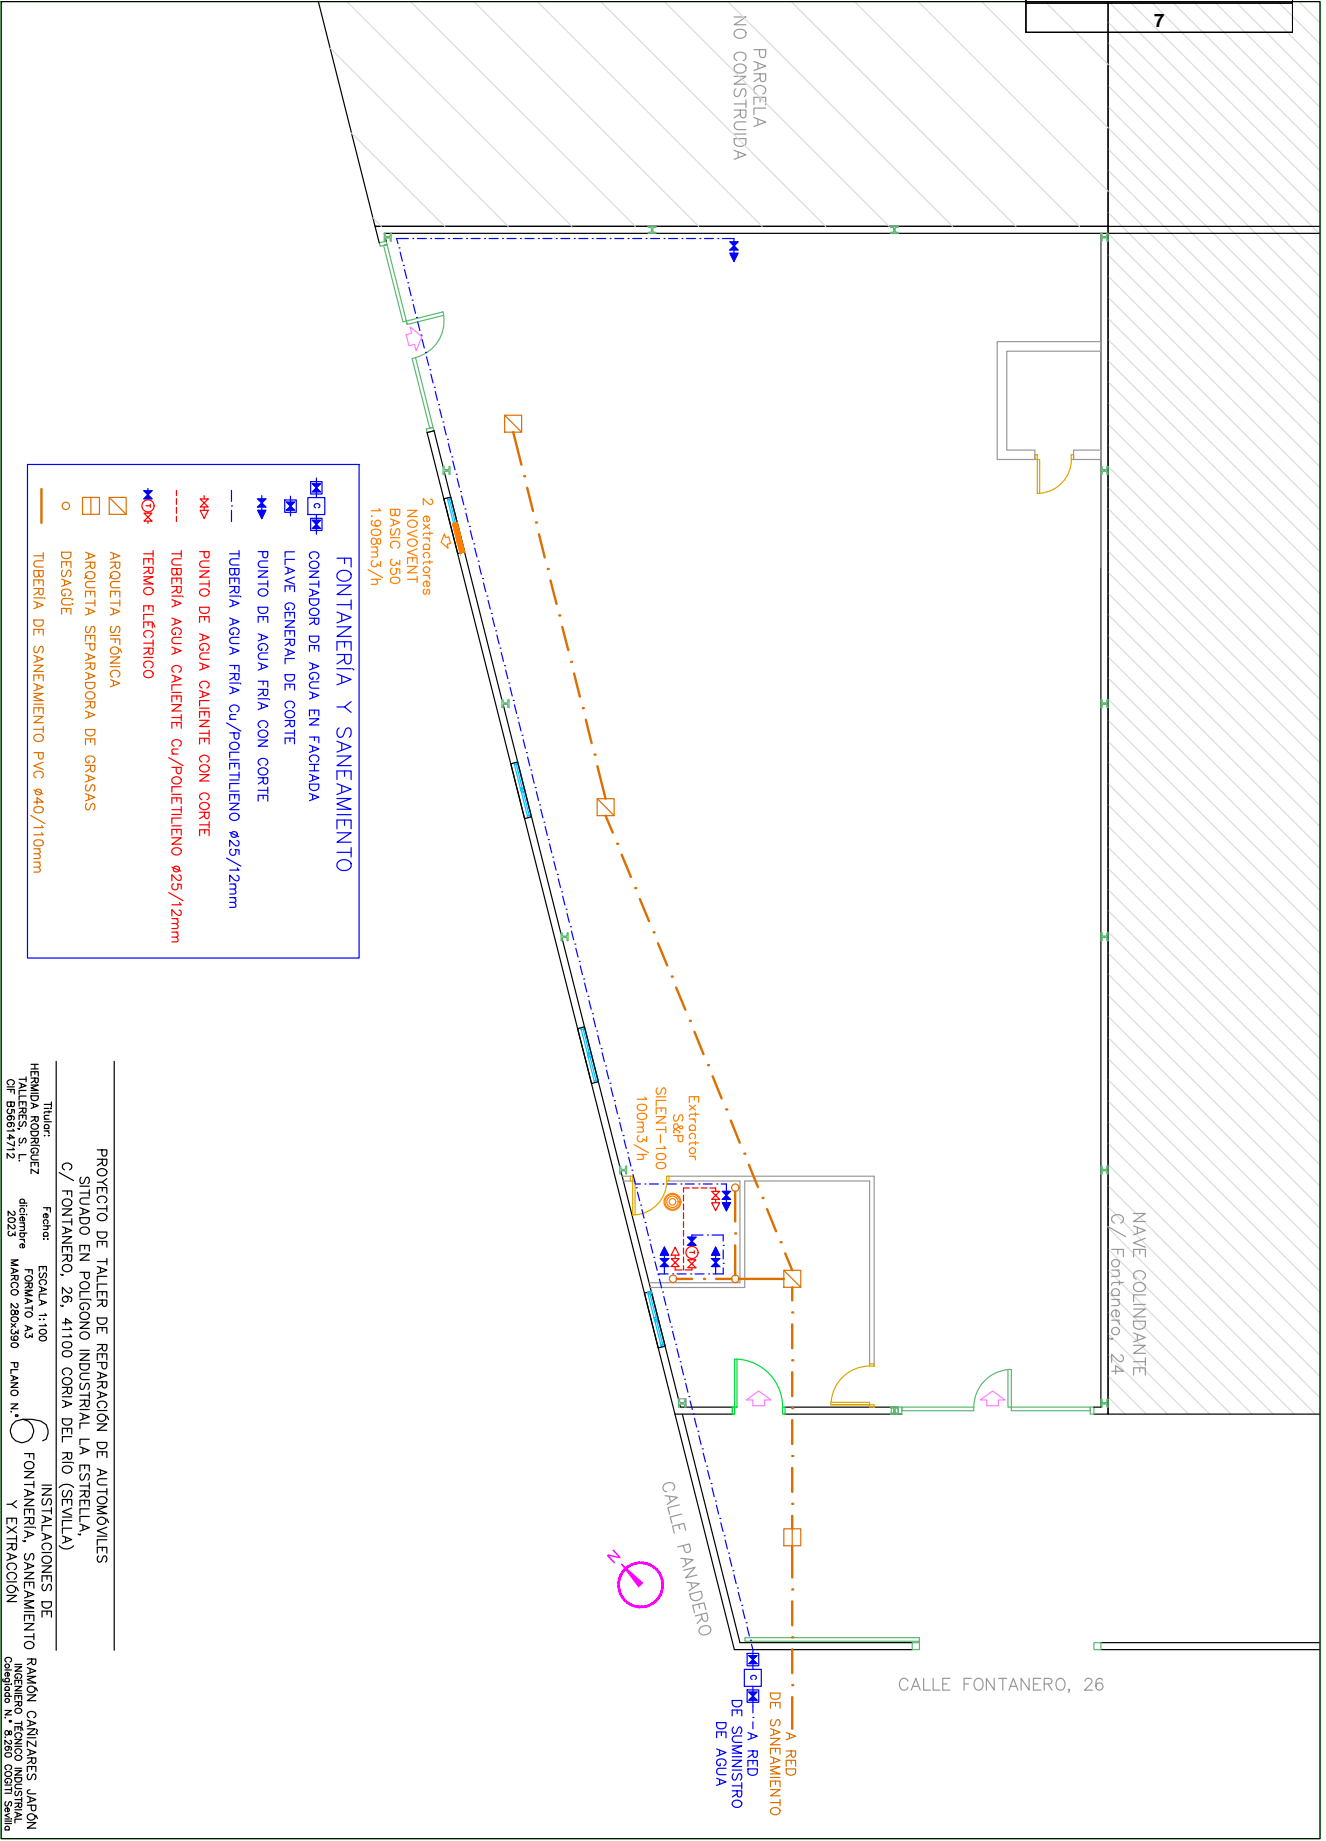 7
PARCELA
NO CONSTRUIDA
NAVE COLINDANTE
C/ Fontanero, 24
2 extractores
NOVOVENT
BASIC 350
1.908m3/h
Extractor
S&P
SILENT-100
100m3/h
T
CALLE PANADERO
N
CALLE FONTANERO, 26
C
A RED
DE SANEAMIENTO
A RED
DE SUMINISTRO
DE AGUA
FONTANERÍA Y SANEAMIENTO
C
CONTADOR DE AGUA EN FACHADA
LLAVE GENERAL DE CORTE
PUNTO DE AGUA FRÍA CON CORTE
TUBERÍA AGUA FRÍA Cu/POLIETILIENO ø25/12mm
PUNTO DE AGUA CALIENTE CON CORTE
TUBERÍA AGUA CALIENTE Cu/POLIETILIENO ø25/12mm
T
TERMO ELÉCTRICO
ARQUETA SIFÓNICA
ARQUETA SEPARADORA DE GRASAS
DESAGÜE
TUBERÍA DE SANEAMIENTO PVC ø40/110mm
PROYECTO DE TALLER DE REPARACIÓN DE AUTOMÓVILES
SITUADO EN POLÍGONO INDUSTRIAL LA ESTRELLA,
C/ FONTANERO, 26, 41100 CORIA DEL RÍO (SEVILLA)
Titular:
HERMIDA RODRÍGUEZ
TALLERES, S. L.
CIF B56614712
Fecha:
diciembre
2023
ESCALA 1:100
FORMATO A3
MARCO 280x390
PLANO N.º
6
INSTALACIONES DE
FONTANERÍA, SANEAMIENTO
Y EXTRACCIÓN
RAMÓN CAÑIZARES JAPÓN
INGENIERO TÉCNICO INDUSTRIAL
Colegiado N.º 8.260 COGITI Sevilla